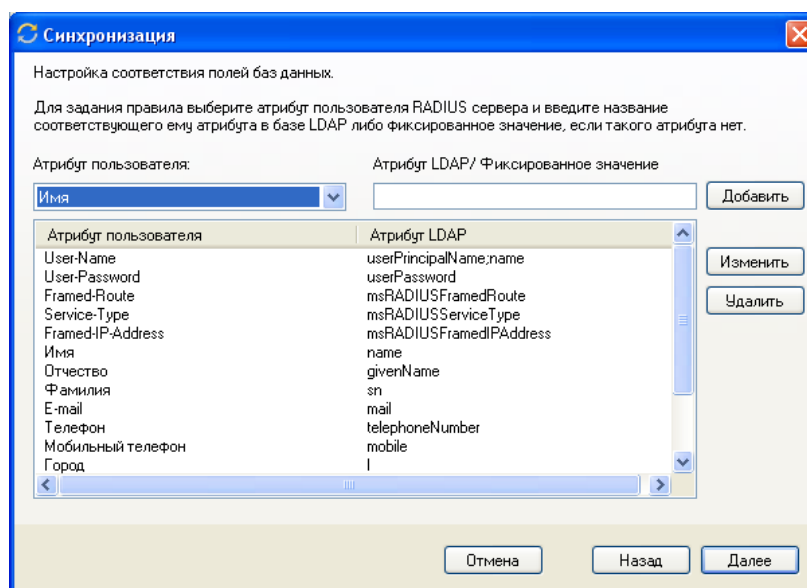 Синхронизация
Настройка соответствия полей баз данных.
Для задания правила выберите атрибут пользователя RADIUS сервера и введите название
соответствующего ему атрибута в базе LDAP либо фиксированное значение, если такого атрибута нет.
Атрибут пользователя: Атрибут LDAP/ Фиксированное значение
Имя Добавить
Атрибут пользователя Атрибут LDAP
User-Name userPrincipalName;name
User-Password userPassword
Framed-Route msRADIUSFramedRoute
Service-Type msRADIUSServiceType
Framed-IP-Address msRADIUSFramedIPAddress
Имя name
Отчество givenName
Фамилия sn
E-mail mail
Телефон telephoneNumber
Мобильный телефон mobile
Город l
Изменить
Удалить
Отмена Назад Далее